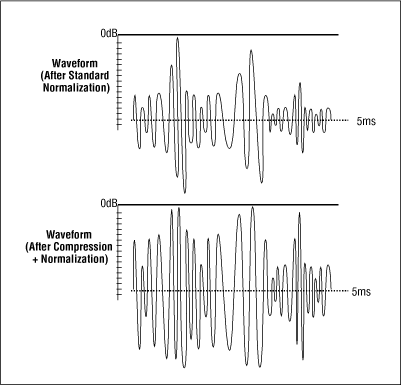 0dB
Waveform
(After Standard
Normalization)
5ms
0dB
Waveform
(After Compression
+ Normalization)
5ms